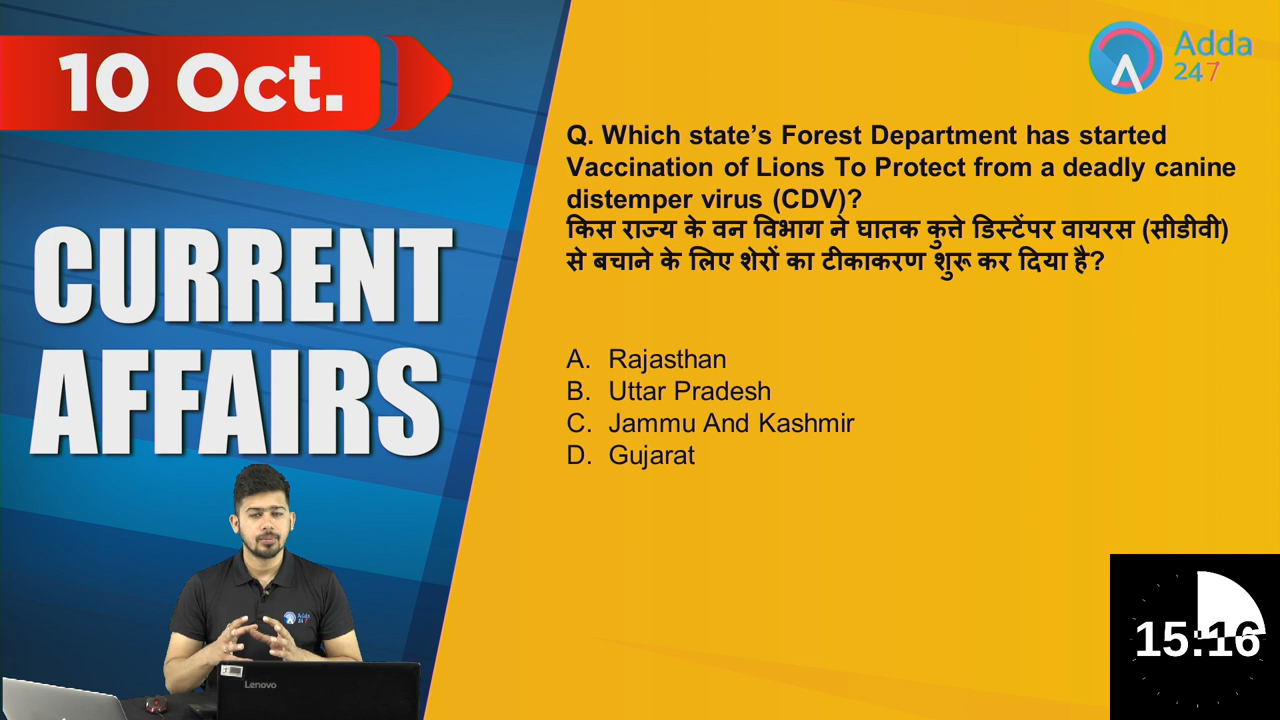 10 Oct.
CURRENT
AFFAIRS
Adda
247
Q. Which state’s Forest Department has started
Vaccination of Lions To Protect from a deadly canine
distemper virus (CDV)?
किस राज्य के वन विभाग ने घातक कुत्ते डिस्टेंपर वायरस (सीडीवी)
से बचाने के लिए शेरों का टीकाकरण शुरू कर दिया है?
A. Rajasthan
B. Uttar Pradesh
C. Jammu And Kashmir
D. Gujarat
Adda
247
Lenovo
15:16